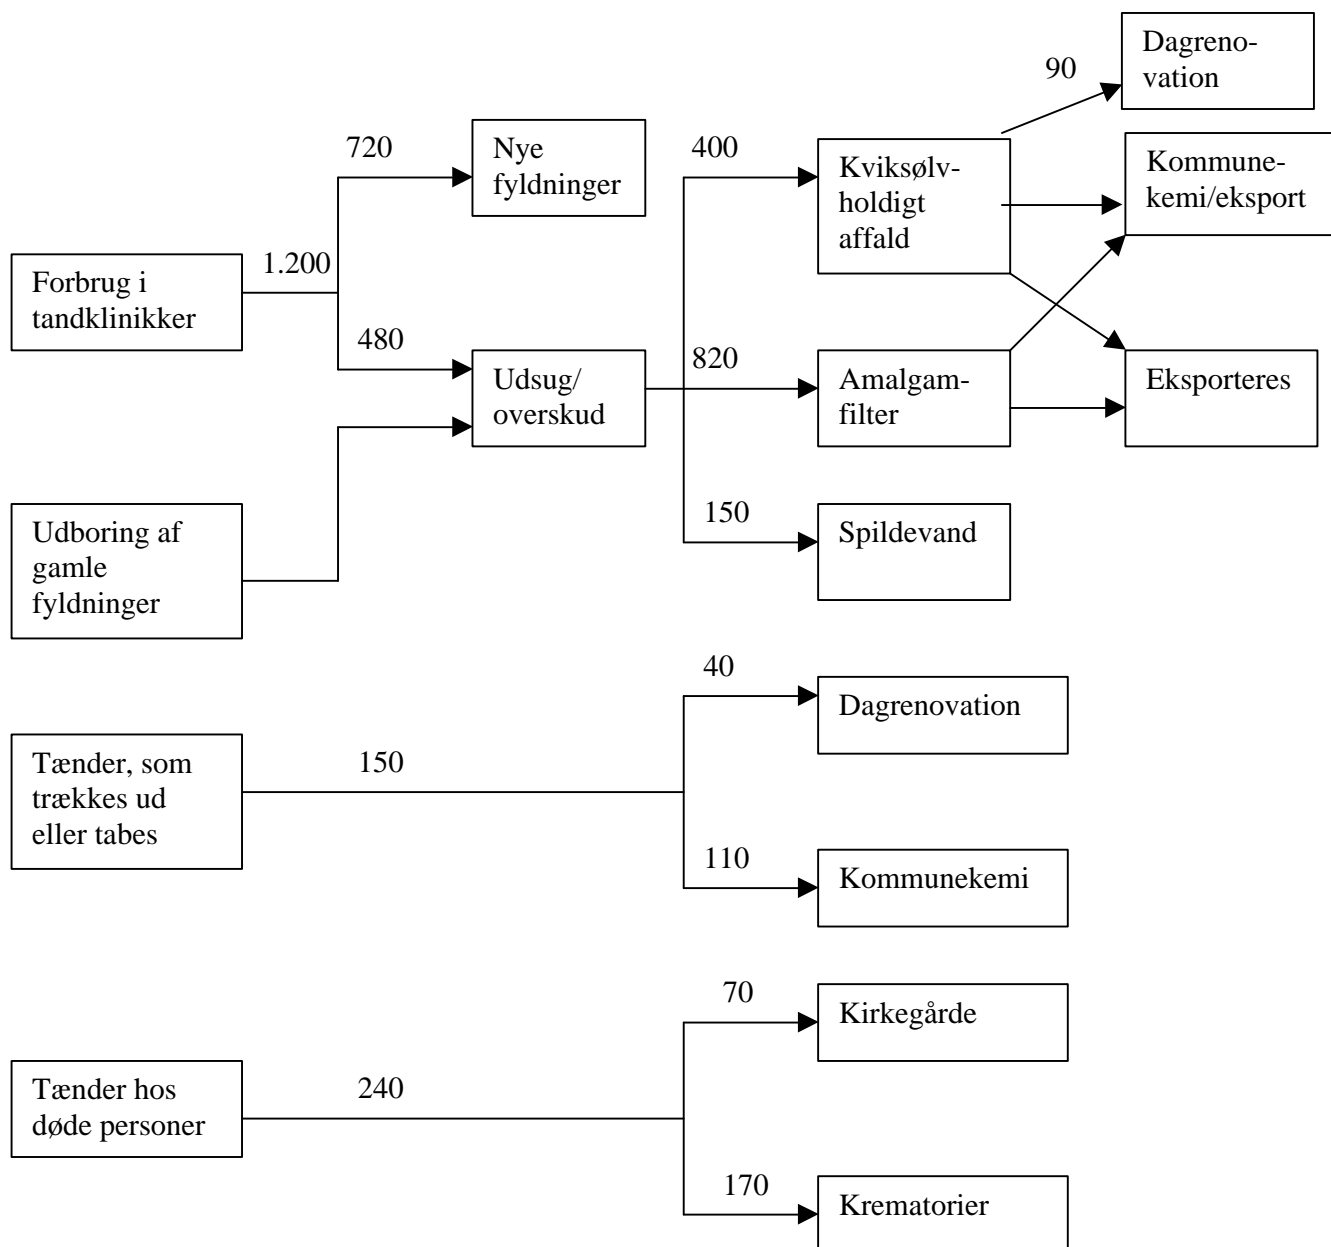 90
Dagreno-
vation
720
Nye
fyldninger
400
Kviksølv-
holdigt
affald
Kommune-
kemi/eksport
1.200
Forbrug i
tandklinikker
480
Udsug/
overskud
820
Amalgam-
filter
Eksporteres
Udboring af
gamle
fyldninger
150
Spildevand
40
Dagrenovation
Tænder, som
trækkes ud
eller tabes
150
110
Kommunekemi
70
Kirkegårde
Tænder hos
døde personer
240
170
Krematorier